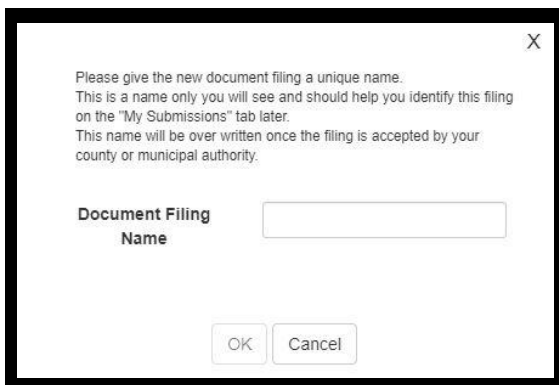 X
Please give the new document filing a unique name.
This is a name only you will see and should help you identify this filing
on the "My Submissions" tab later.
This name will be over written once the filing is accepted by your
county or municipal authority.
Document Filing
Name
OK
Cancel